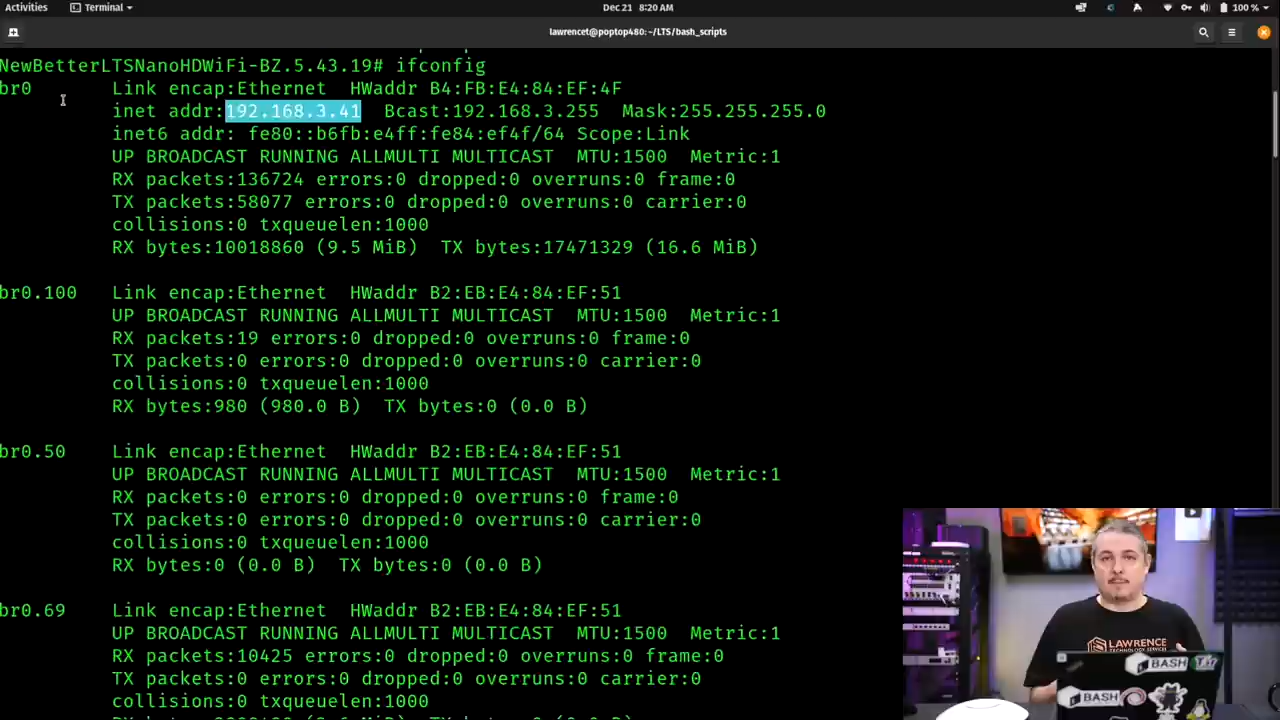 Activities
Terminal
Dec 21 8:20 AM
100 %
lawrencet@poptop480: ~/LTS/bash_scripts
NewBetterLTSNanoHDWiFi-BZ.5.43.19# ifconfig
br0 Link encap:Ethernet HWaddr B4:FB:E4:84:EF:4F
inet addr:192.168.3.41 Bcast:192.168.3.255 Mask:255.255.255.0
inet6 addr: fe80::b6fb:e4ff:fe84:ef4f/64 Scope:Link
UP BROADCAST RUNNING ALLMULTI MULTICAST MTU:1500 Metric:1
RX packets:136724 errors:0 dropped:0 overruns:0 frame:0
TX packets:58077 errors:0 dropped:0 overruns:0 carrier:0
collisions:0 txqueuelen:1000
RX bytes:10018860 (9.5 MiB) TX bytes:17471329 (16.6 MiB)
br0.100 Link encap:Ethernet HWaddr B2:EB:E4:84:EF:51
UP BROADCAST RUNNING ALLMULTI MULTICAST MTU:1500 Metric:1
RX packets:19 errors:0 dropped:0 overruns:0 frame:0
TX packets:0 errors:0 dropped:0 overruns:0 carrier:0
collisions:0 txqueuelen:1000
RX bytes:980 (980.0 B) TX bytes:0 (0.0 B)
br0.50 Link encap:Ethernet HWaddr B2:EB:E4:84:EF:51
UP BROADCAST RUNNING ALLMULTI MULTICAST MTU:1500 Metric:1
RX packets:0 errors:0 dropped:0 overruns:0 frame:0
TX packets:0 errors:0 dropped:0 overruns:0 carrier:0
collisions:0 txqueuelen:1000
RX bytes:0 (0.0 B) TX bytes:0 (0.0 B)
br0.69 Link encap:Ethernet HWaddr B2:EB:E4:84:EF:51
UP BROADCAST RUNNING ALLMULTI MULTICAST MTU:1500 Metric:1
RX packets:10425 errors:0 dropped:0 overruns:0 frame:0
TX packets:0 errors:0 dropped:0 overruns:0 carrier:0
collisions:0 txqueuelen:1000
LAWRENCE
TECHNOLOGY SERVICES
BASH
BASH